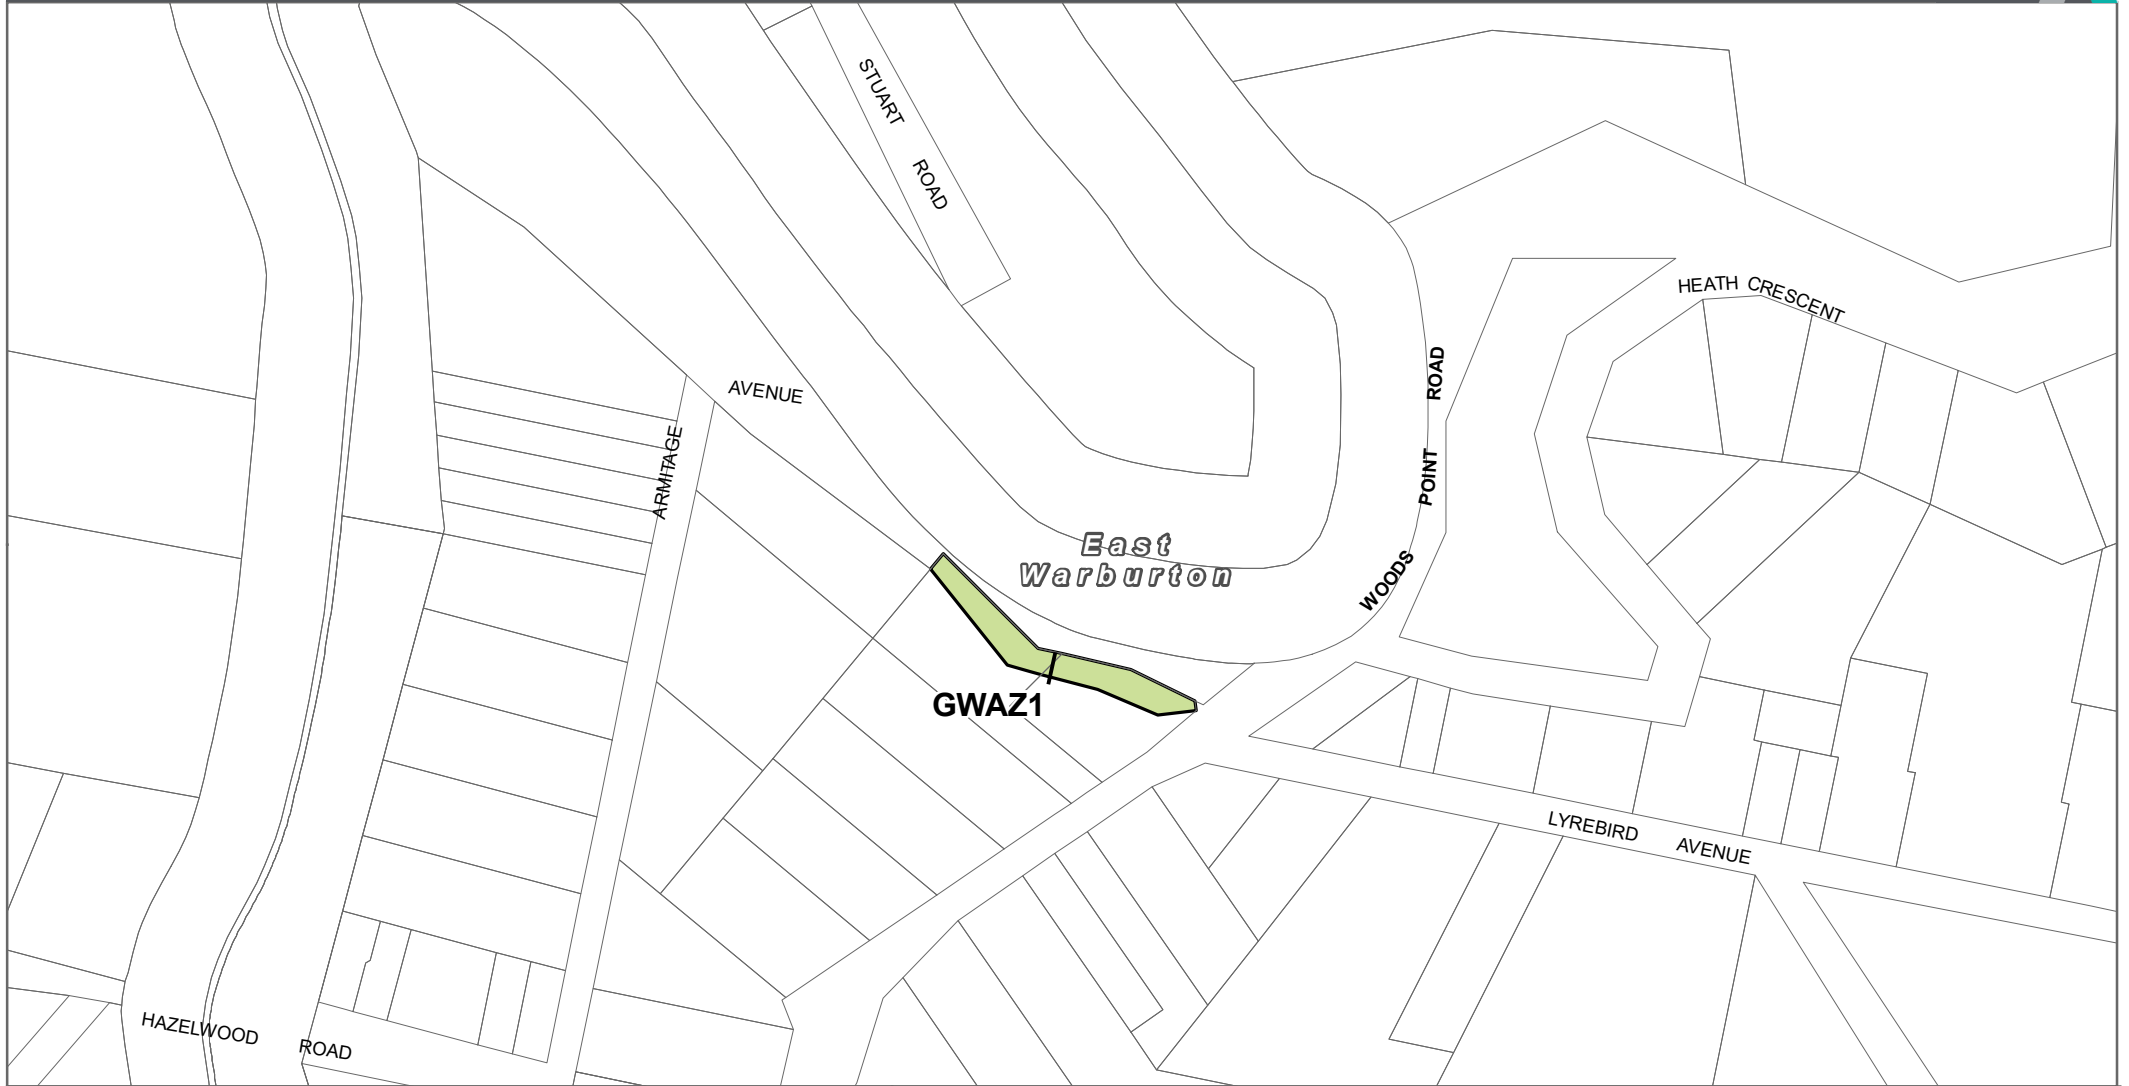 STUART ROAD
HEATH CRESCENT
AVENUE
ARMITAGE
WOODS POINT ROAD
East
Warburton
GWAZ1
LYREBIRD AVENUE
HAZELWOOD ROAD